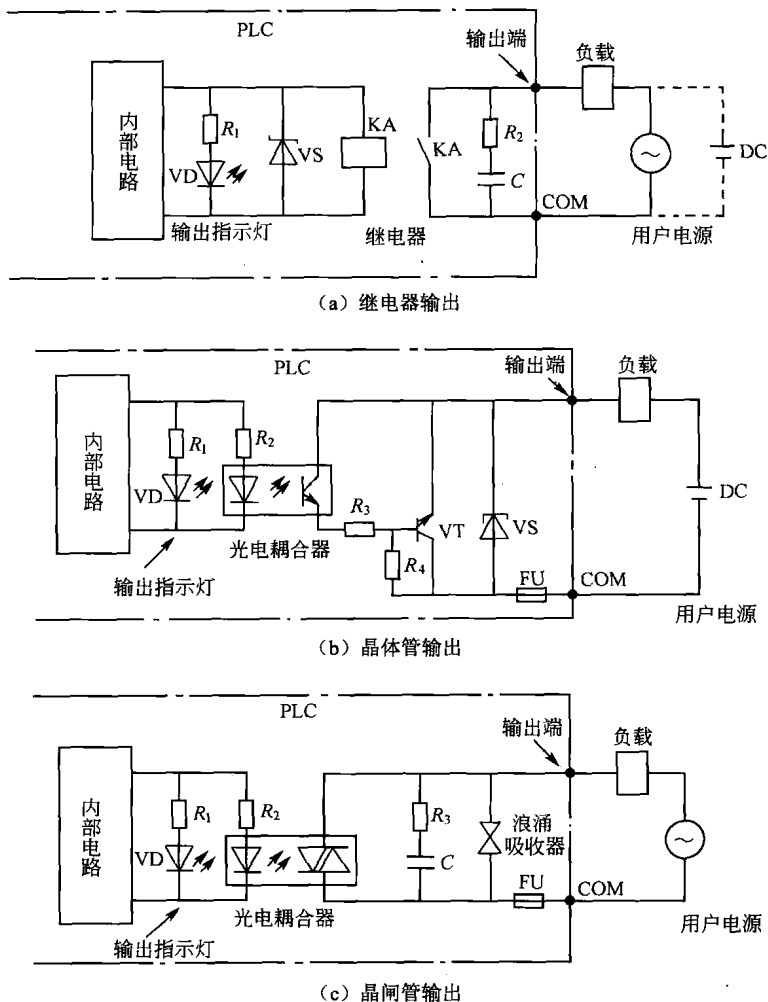 PLC
输出端
负载
内部电路
R₁
VD
VS
KA
KA
R₂
C
COM
DC
输出指示灯
继电器
用户电源
（a）继电器输出
PLC
输出端
负载
内部电路
R₁
R₂
VD
R₃
VT
VS
DC
光电耦合器
R₄
FU
COM
输出指示灯
用户电源
（b）晶体管输出
PLC
输出端
负载
内部电路
R₁
R₂
R₃
浪涌
吸收器
VD
C
FU
COM
光电耦合器
用户电源
输出指示灯
（c）晶闸管输出